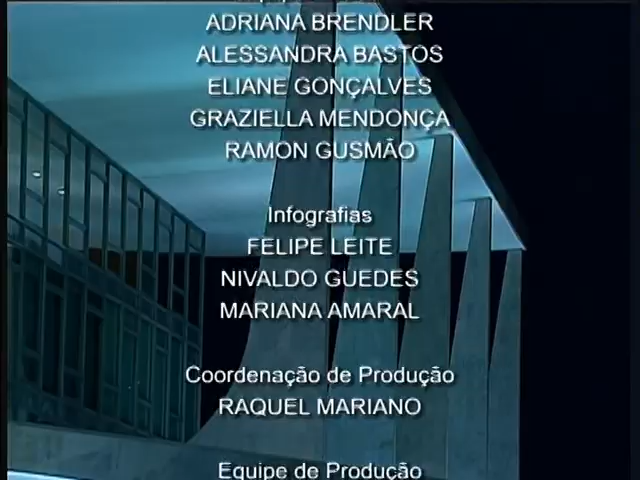 ADRIANA BRENDLER
ALESSANDRA BASTOS
ELIANE GONÇALVES
GRAZIELLA MENDONÇA
RAMON GUSMÃO
Infografias
FELIPE LEITE
NIVALDO GUEDES
MARIANA AMARAL
Coordenação de Produção
RAQUEL MARIANO
Equipe de Produção